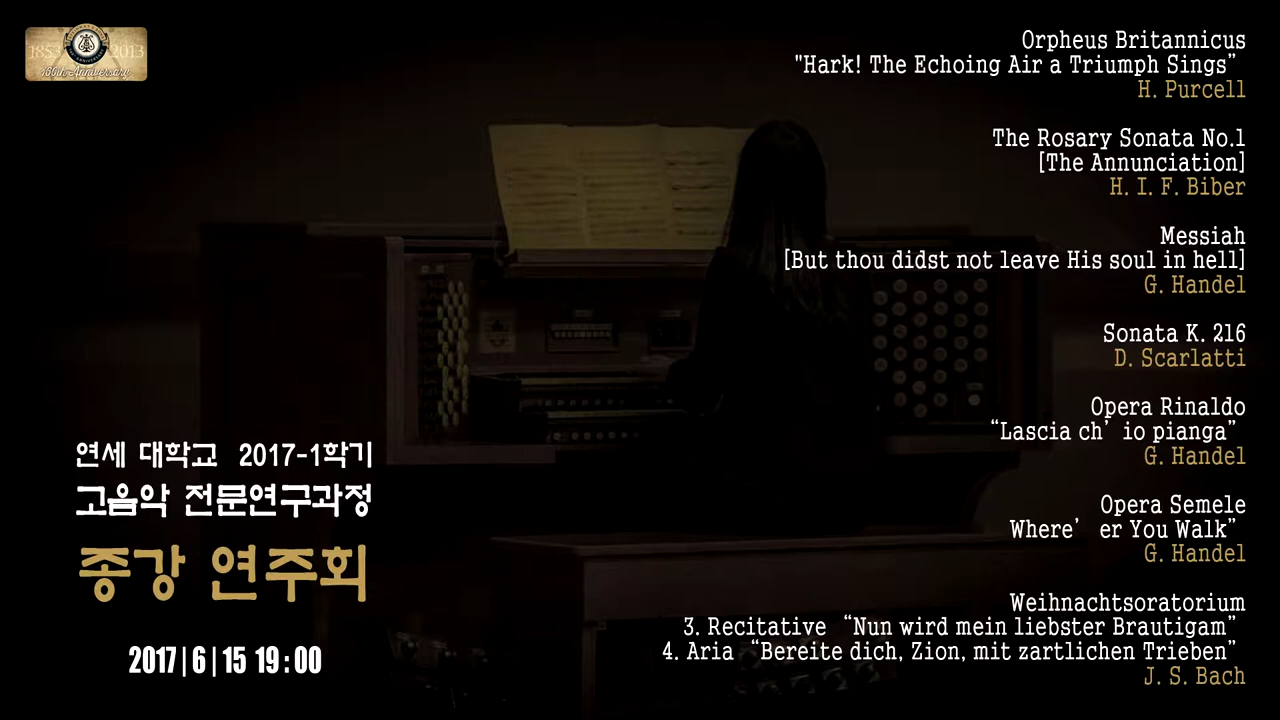 1853 2013
160th Anniversary
Orpheus Britannicus
"Hark! The Echoing Air a Triumph Sings”
H. Purcell
The Rosary Sonata No.1
[The Annunciation]
H. I. F. Biber
Messiah
[But thou didst not leave His soul in hell]
G. Handel
Sonata K. 216
D. Scarlatti
Opera Rinaldo
“Lascia ch’ io pianga”
G. Handel
Opera Semele
Where’ er You Walk”
G. Handel
Weihnachtsoratorium
3. Recitative “Nun wird mein liebster Brautigam”
4. Aria “Bereite dich, Zion, mit zartlichen Trieben”
J. S. Bach
연세 대학교 2017-1학기
고음악 전문연구과정
종강 연주회
2017|6|15 19:00